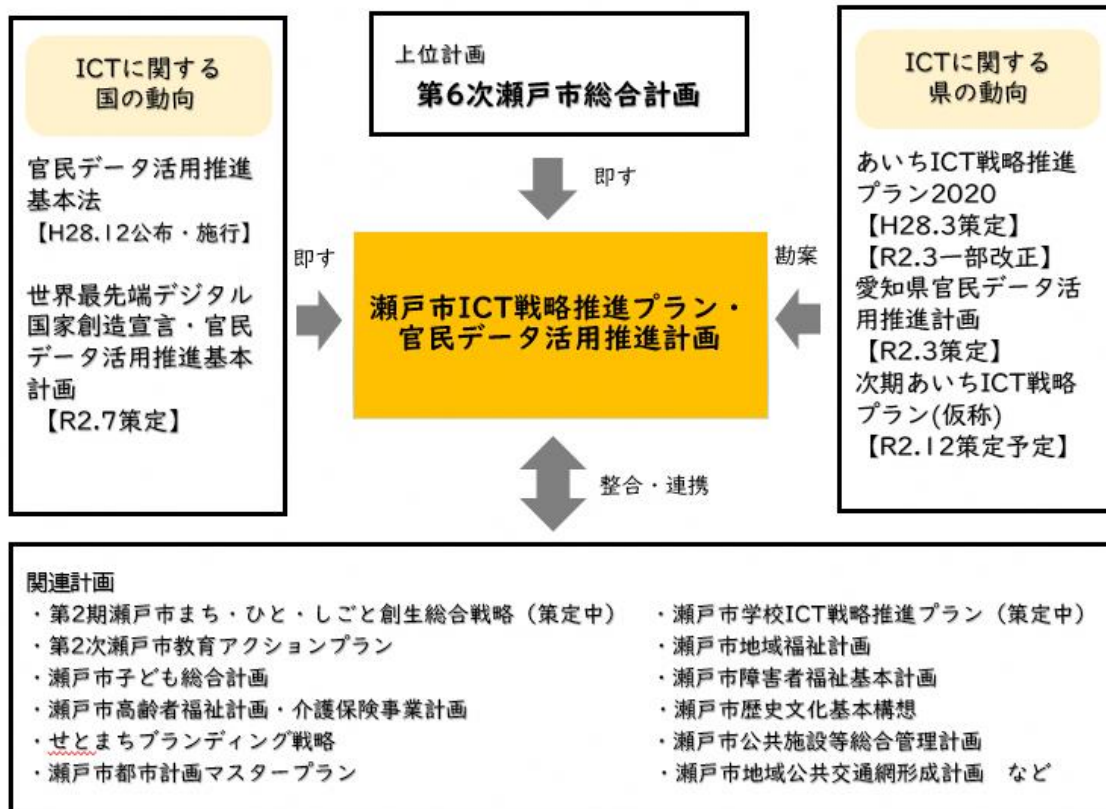 ICTに関する
国の動向
官民データ活用推進
基本法
【H28.12公布・施行】
世界最先端デジタル
国家創造宣言・官民
データ活用推進基本
計画
【R2.7策定】
上位計画
第6次瀬戸市総合計画
即す
即す
瀬戸市ICT戦略推進プラン・
官民データ活用推進計画
勘案
ICTに関する
県の動向
あいちICT戦略推進
プラン2020
【H28.3策定】
【R2.3一部改正】
愛知県官民データ活
用推進計画
【R2.3策定】
次期あいちICT戦略
プラン(仮称)
【R2.12策定予定】
整合・連携
関連計画
・第2期瀬戸市まち・ひと・しごと創生総合戦略（策定中）
・第2次瀬戸市教育アクションプラン
・瀬戸市子ども総合計画
・瀬戸市高齢者福祉計画・介護保険事業計画
・せとまちブランディング戦略
・瀬戸市都市計画マスタープラン
・瀬戸市学校ICT戦略推進プラン（策定中）
・瀬戸市地域福祉計画
・瀬戸市障害者福祉基本計画
・瀬戸市歴史文化基本構想
・瀬戸市公共施設等総合管理計画
・瀬戸市地域公共交通網形成計画　など